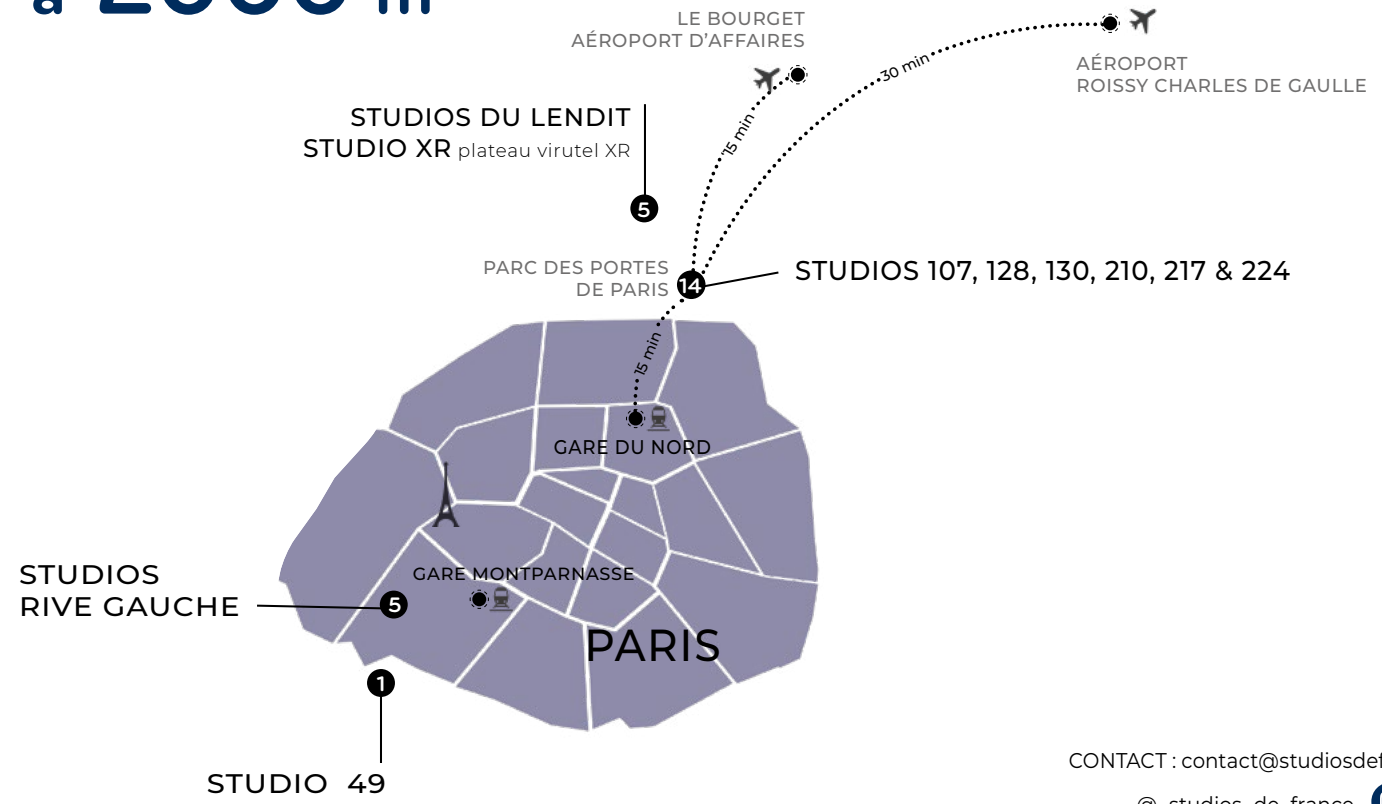 LE BOURGET
AÉROPORT D'AFFAIRES
AÉROPORT
ROISSY CHARLES DE GAULLE
30 min
15 min
STUDIOS DU LENDIT
STUDIO XR plateau virutel XR
5
PARC DES PORTES
DE PARIS
14
STUDIOS 107, 128, 130, 210, 217 & 224
15 min
GARE DU NORD
GARE MONTPARNASSE
STUDIOS
RIVE GAUCHE
5
PARIS
1
STUDIO 49
CONTACT : contact@studiosdef